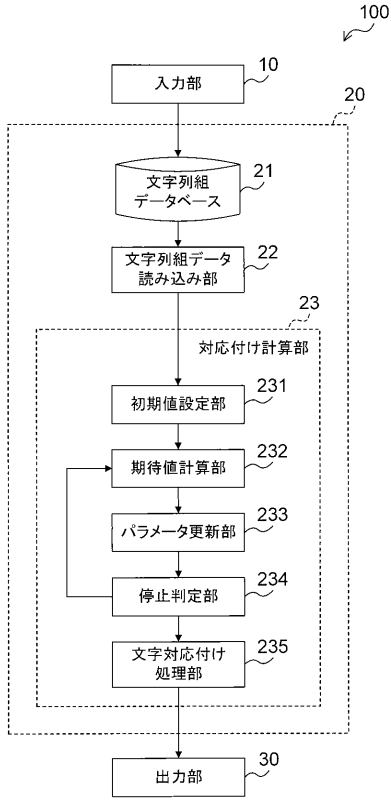 100
10
入力部
20
文字列組
データベース
21
文字列組データ
読み込み部
22
23
対応付け計算部
231
初期値設定部
232
期待値計算部
233
パラメータ更新部
234
停止判定部
235
文字対応付け
処理部
30
出力部